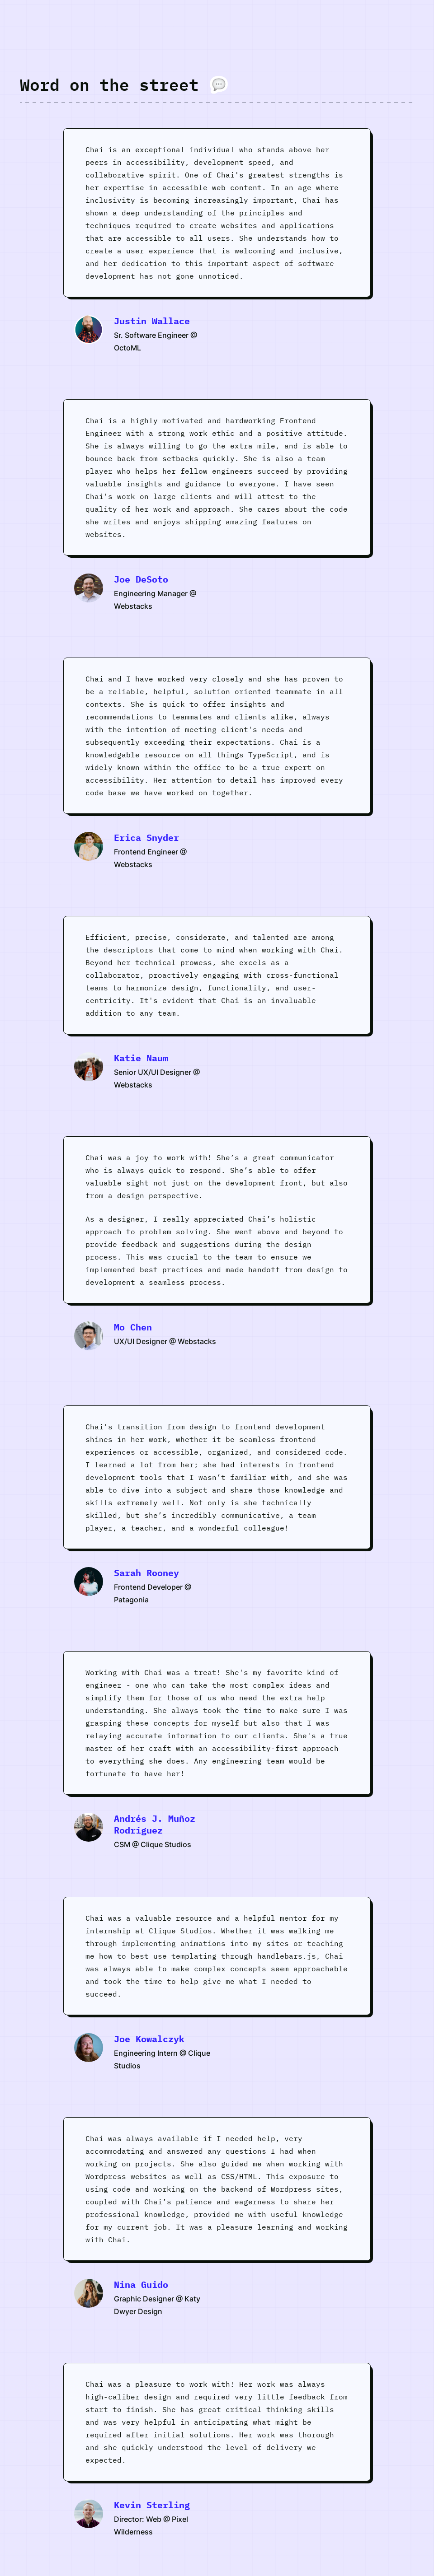 Word on the street 💬
Chai is an exceptional individual who stands above her
peers in accessibility, development speed, and
collaborative spirit. One of Chai's greatest strengths is
her expertise in accessible web content. In an age where
inclusivity is becoming increasingly important, Chai has
shown a deep understanding of the principles and
techniques required to create websites and applications
that are accessible to all users. She understands how to
create a user experience that is welcoming and inclusive,
and her dedication to this important aspect of software
development has not gone unnoticed.
Justin Wallace
Sr. Software Engineer @
OctoML
Chai is a highly motivated and hardworking Frontend
Engineer with a strong work ethic and a positive attitude.
She is always willing to go the extra mile, and is able to
bounce back from setbacks quickly. She is also a team
player who helps her fellow engineers succeed by providing
valuable insights and guidance to everyone. I have seen
Chai's work on large clients and will attest to the
quality of her work and approach. She cares about the code
she writes and enjoys shipping amazing features on
websites.
Joe DeSoto
Engineering Manager @
Webstacks
Chai and I have worked very closely and she has proven to
be a reliable, helpful, solution oriented teammate in all
contexts. She is quick to offer insights and
recommendations to teammates and clients alike, always
with the intention of meeting client's needs and
subsequently exceeding their expectations. Chai is a
knowledgable resource on all things TypeScript, and is
widely known within the office to be a true expert on
accessibility. Her attention to detail has improved every
code base we have worked on together.
Erica Snyder
Frontend Engineer @
Webstacks
Efficient, precise, considerate, and talented are among
the descriptors that come to mind when working with Chai.
Beyond her technical prowess, she excels as a
collaborator, proactively engaging with cross-functional
teams to harmonize design, functionality, and user-
centricity. It's evident that Chai is an invaluable
addition to any team.
Katie Naum
Senior UX/UI Designer @
Webstacks
Chai was a joy to work with! She’s a great communicator
who is always quick to respond. She’s able to offer
valuable sight not just on the development front, but also
from a design perspective.
As a designer, I really appreciated Chai’s holistic
approach to problem solving. She went above and beyond to
provide feedback and suggestions during the design
process. This was crucial to the team to ensure we
implemented best practices and made handoff from design to
development a seamless process.
Mo Chen
UX/UI Designer @ Webstacks
Chai's transition from design to frontend development
shines in her work, whether it be seamless frontend
experiences or accessible, organized, and considered code.
I learned a lot from her; she had interests in frontend
development tools that I wasn’t familiar with, and she was
able to dive into a subject and share those knowledge and
skills extremely well. Not only is she technically
skilled, but she’s incredibly communicative, a team
player, a teacher, and a wonderful colleague!
Sarah Rooney
Frontend Developer @
Patagonia
Working with Chai was a treat! She's my favorite kind of
engineer - one who can take the most complex ideas and
simplify them for those of us who need the extra help
understanding. She always took the time to make sure I was
grasping these concepts for myself but also that I was
relaying accurate information to our clients. She's a true
master of her craft with an accessibility-first approach
to everything she does. Any engineering team would be
fortunate to have her!
Andrés J. Muñoz
Rodriguez
CSM @ Clique Studios
Chai was a valuable resource and a helpful mentor for my
internship at Clique Studios. Whether it was walking me
through implementing animations into my sites or teaching
me how to best use templating through handlebars.js, Chai
was always able to make complex concepts seem approachable
and took the time to help give me what I needed to
succeed.
Joe Kowalczyk
Engineering Intern @ Clique
Studios
Chai was always available if I needed help, very
accommodating and answered any questions I had when
working on projects. She also guided me when working with
Wordpress websites as well as CSS/HTML. This exposure to
using code and working on the backend of Wordpress sites,
coupled with Chai’s patience and eagerness to share her
professional knowledge, provided me with useful knowledge
for my current job. It was a pleasure learning and working
with Chai.
Nina Guido
Graphic Designer @ Katy
Dwyer Design
Chai was a pleasure to work with! Her work was always
high-caliber design and required very little feedback from
start to finish. She has great critical thinking skills
and was very helpful in anticipating what might be
required after initial solutions. Her work was thorough
and she quickly understood the level of delivery we
expected.
Kevin Sterling
Director: Web @ Pixel
Wilderness